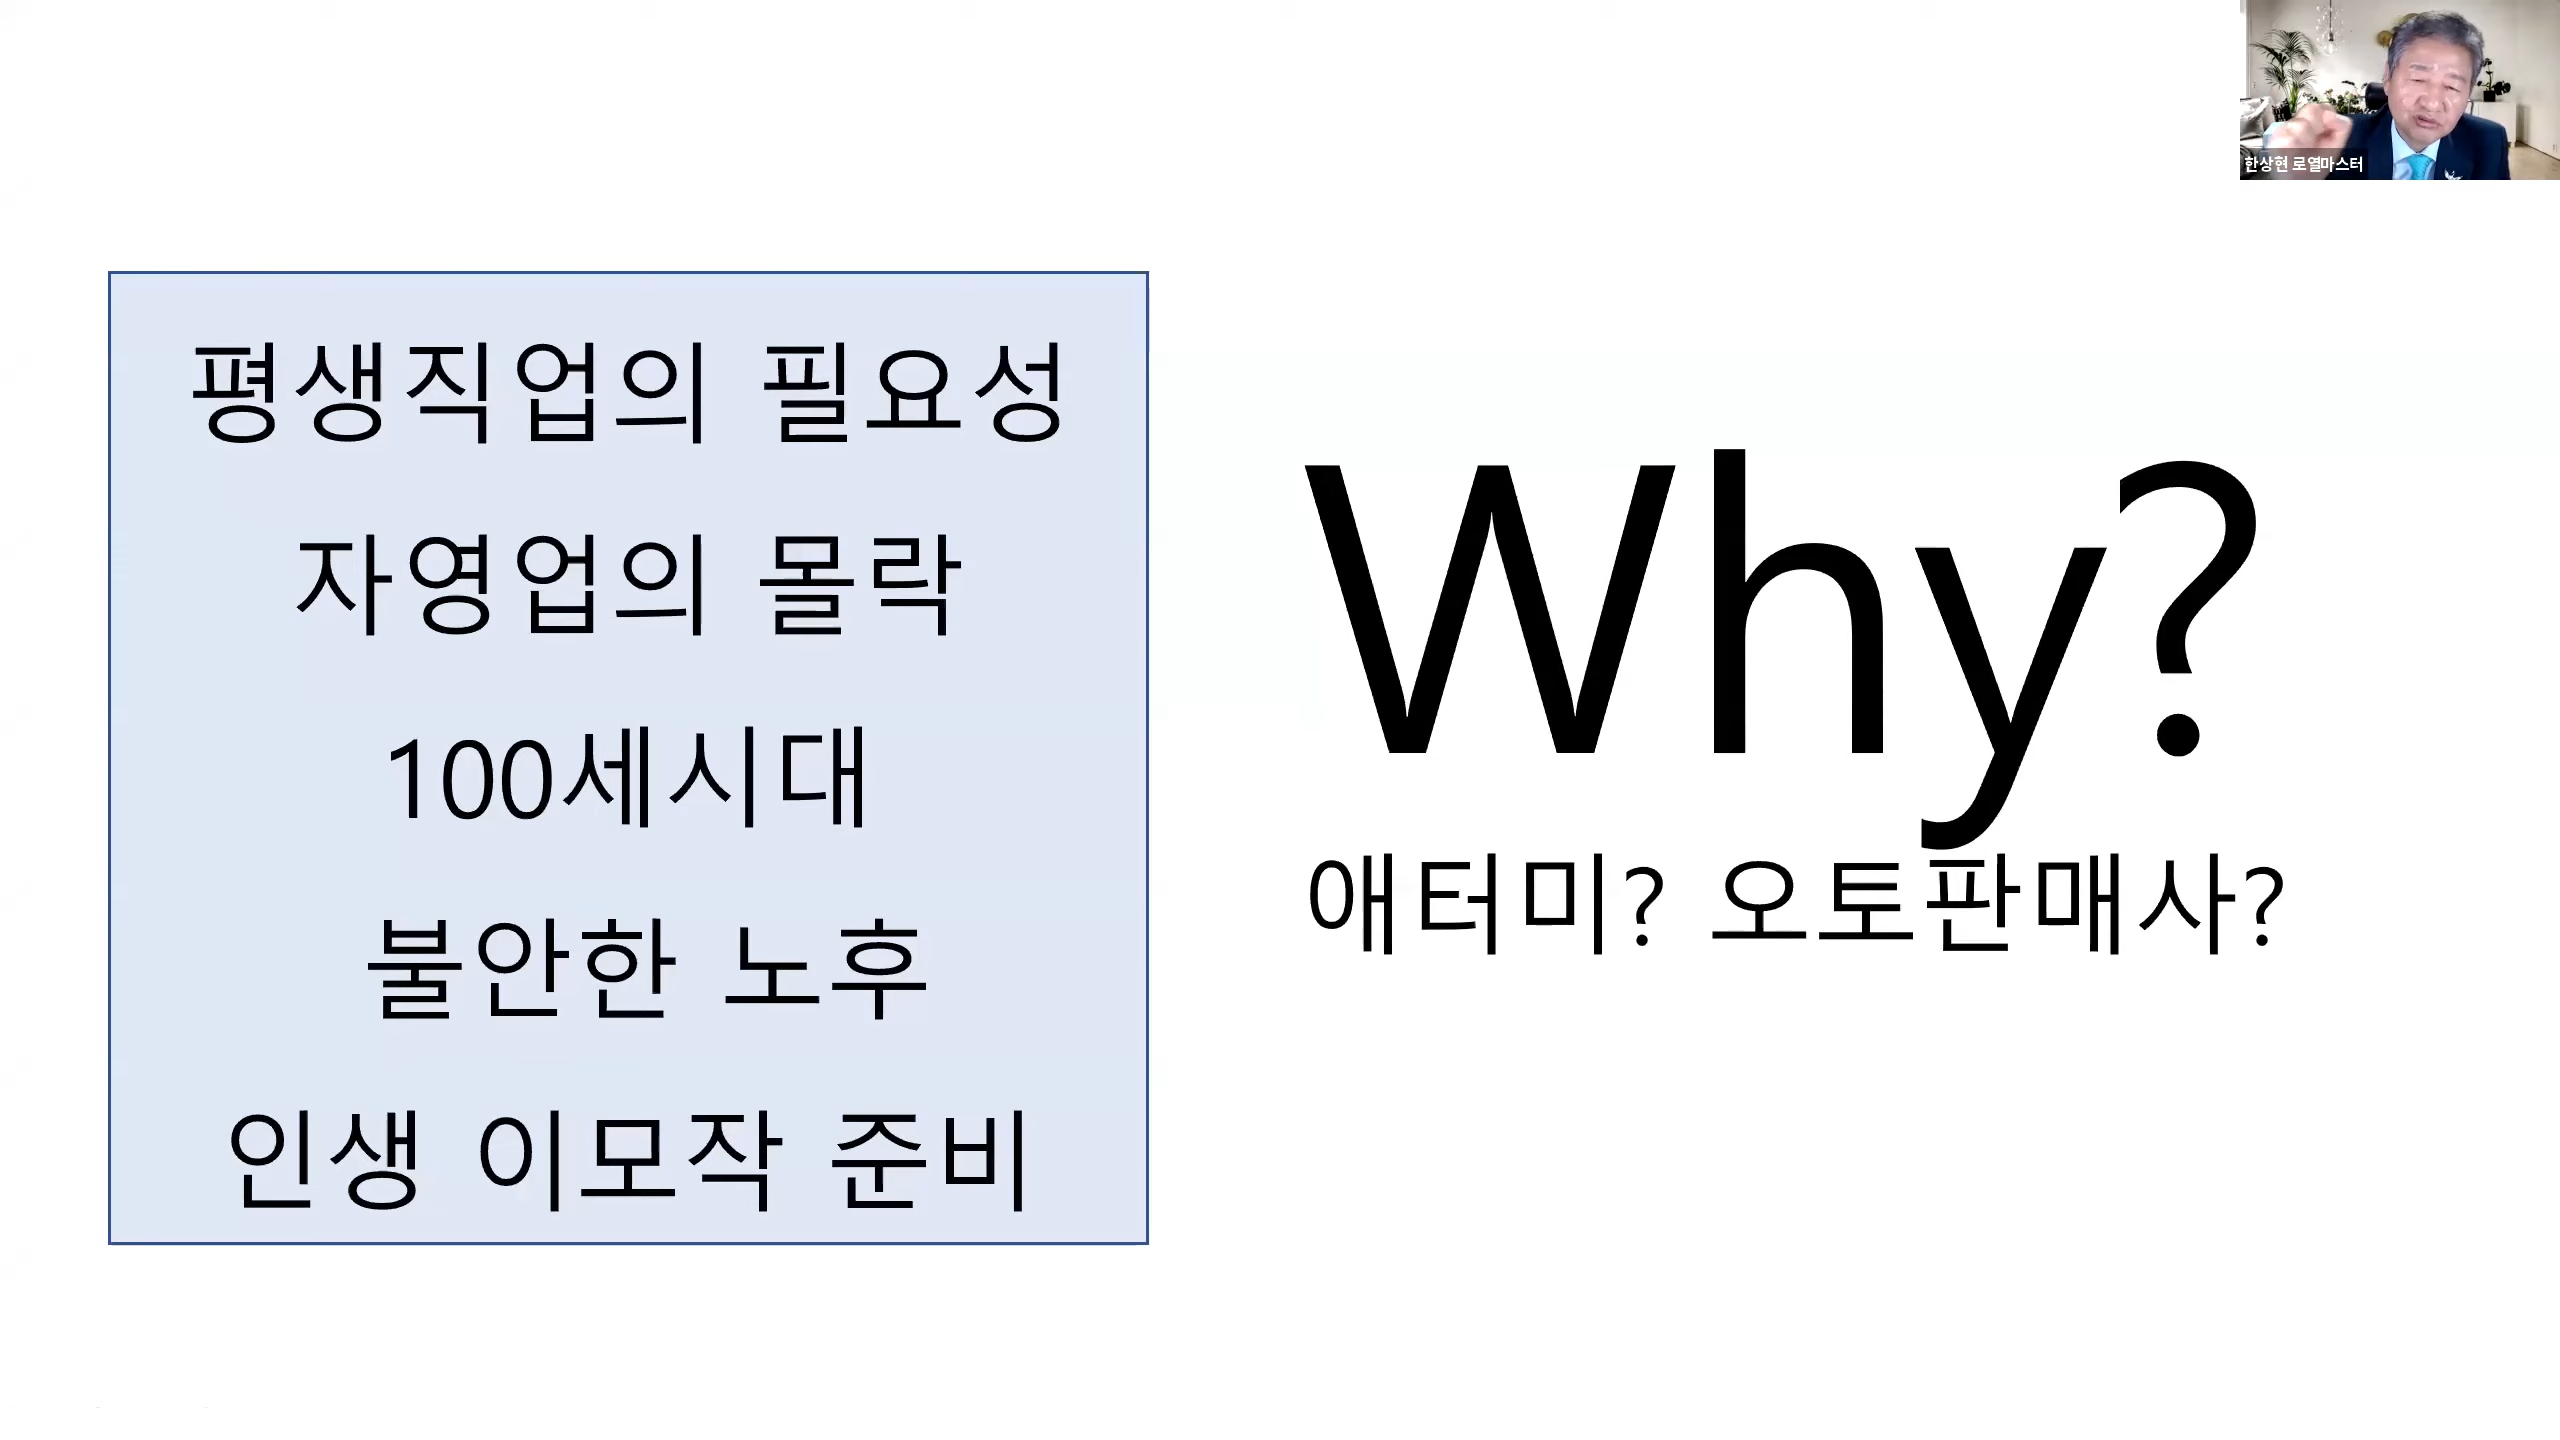 한상현 로열마스터
평생직업의 필요성
자영업의 몰락
100세시대
불안한 노후
인생 이모작 준비
Why?
애터미? 오토판매사?